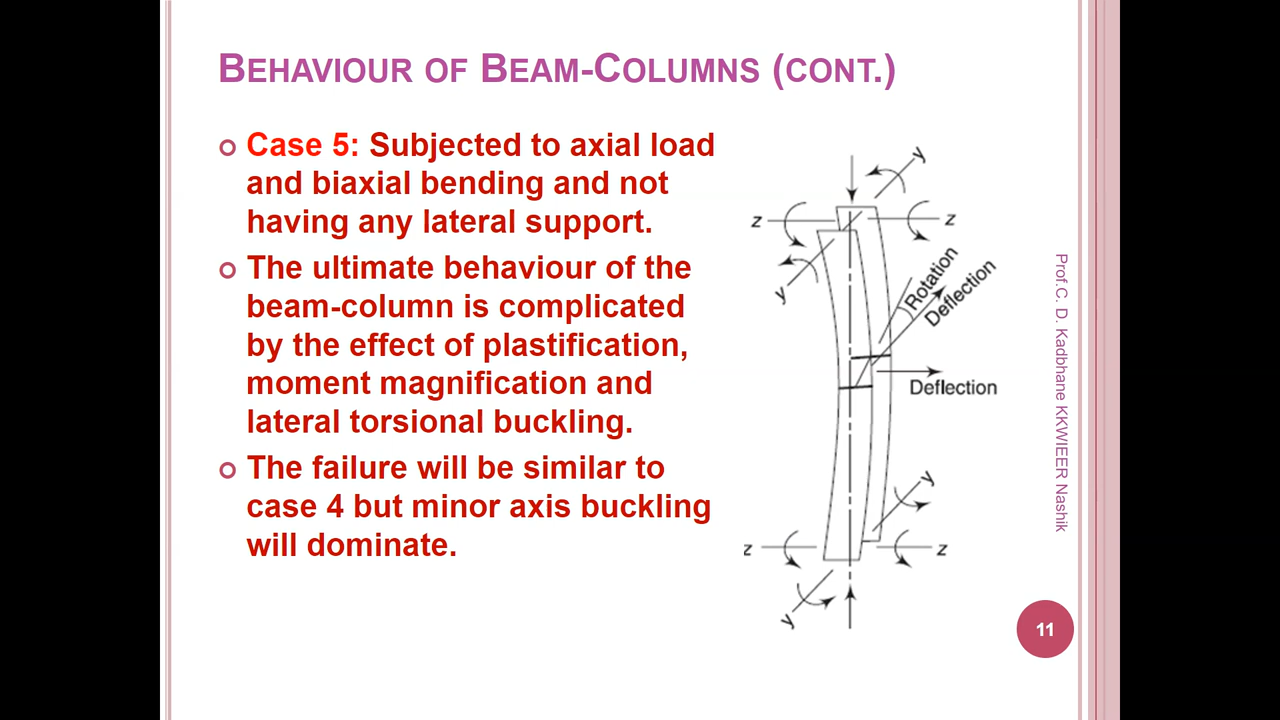 BEHAVIOUR OF BEAM-COLUMNS (CONT.)
Case 5: Subjected to axial load
and biaxial bending and not
having any lateral support.
The ultimate behaviour of the
beam-column is complicated
by the effect of plastification,
moment magnification and
lateral torsional buckling.
The failure will be similar to
case 4 but minor axis buckling
will dominate.
y
z
z
y
Rotation
Deflection
Deflection
y
z
z
y
Prof.C. D. Kadbhane KKWIEER Nashik
11